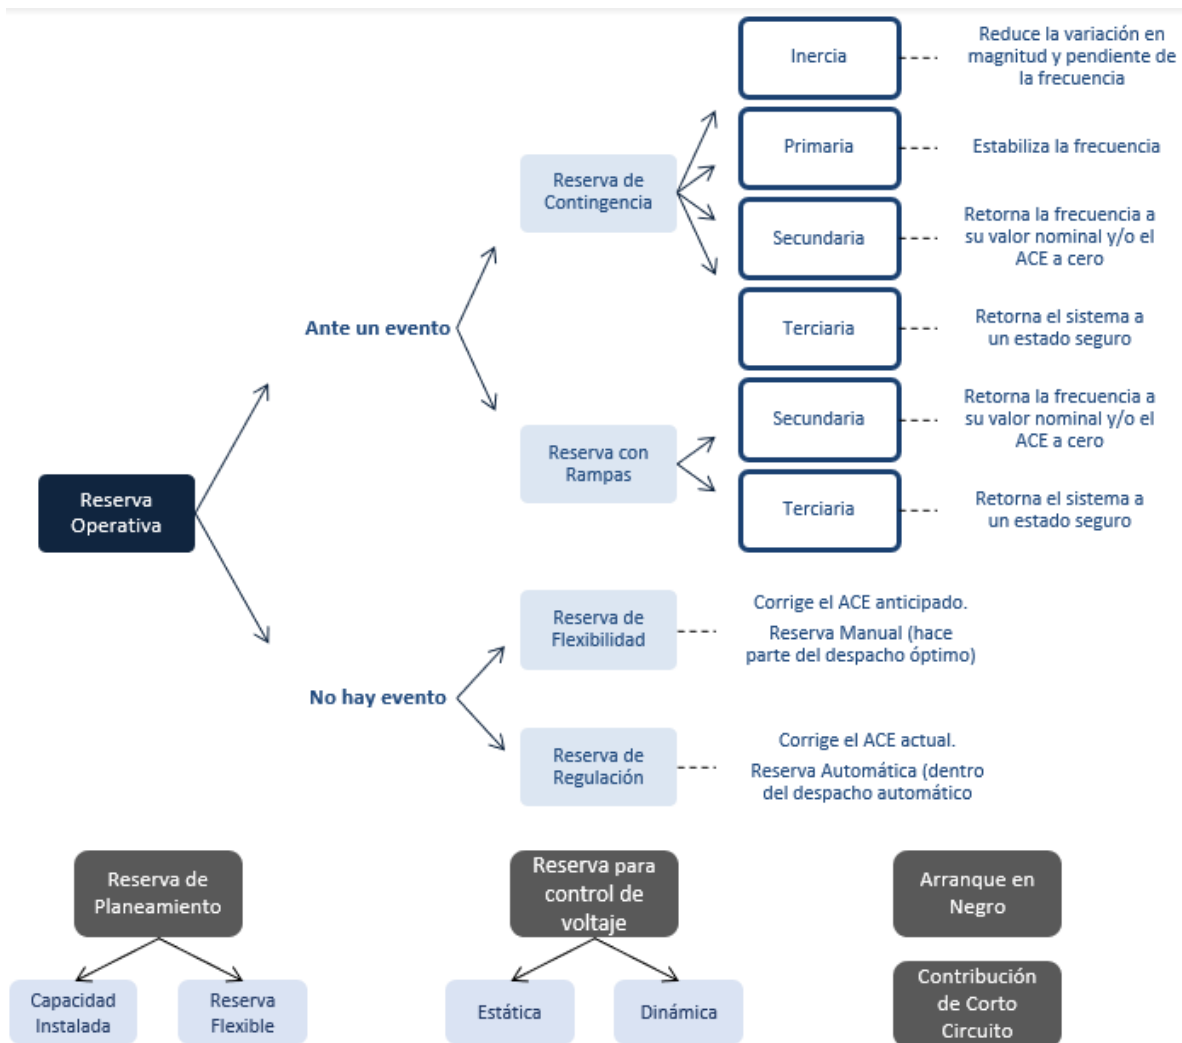 Inercia
Reduce la variación en
magnitud y pendiente de
la frecuencia
Primaria
Estabiliza la frecuencia
Reserva de
Contingencia
Secundaria
Retorna la frecuencia a
su valor nominal y/o el
ACE a cero
Ante un evento
Terciaria
Retorna el sistema a
un estado seguro
Secundaria
Retorna la frecuencia a
su valor nominal y/o el
ACE a cero
Reserva con
Rampas
Terciaria
Retorna el sistema a
un estado seguro
Reserva
Operativa
Reserva de
Flexibilidad
Corrige el ACE anticipado.
Reserva Manual (hace
parte del despacho óptimo)
No hay evento
Reserva de
Regulación
Corrige el ACE actual.
Reserva Automática (dentro
del despacho automático
Reserva de
Planeamiento
Reserva para
control de
voltaje
Arranque en
Negro
Capacidad
Instalada
Reserva
Flexible
Estática
Dinámica
Contribución
de Corto
Circuito